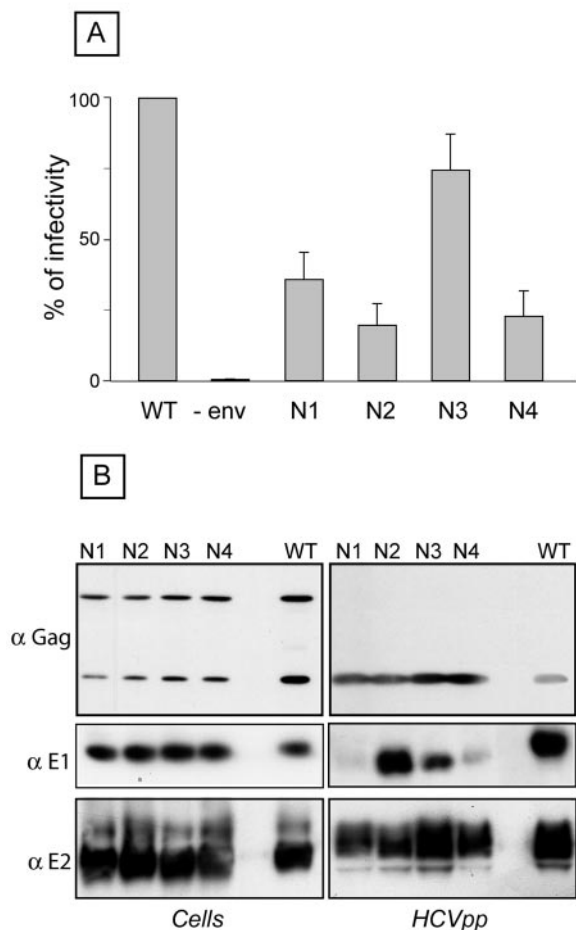 A
% of infectivity
100
50
0
WT - env N1 N2 N3 N4
B
N1 N2 N3 N4 WT N1 N2 N3 N4 WT
α Gag
α E1
α E2
Cells HCVpp